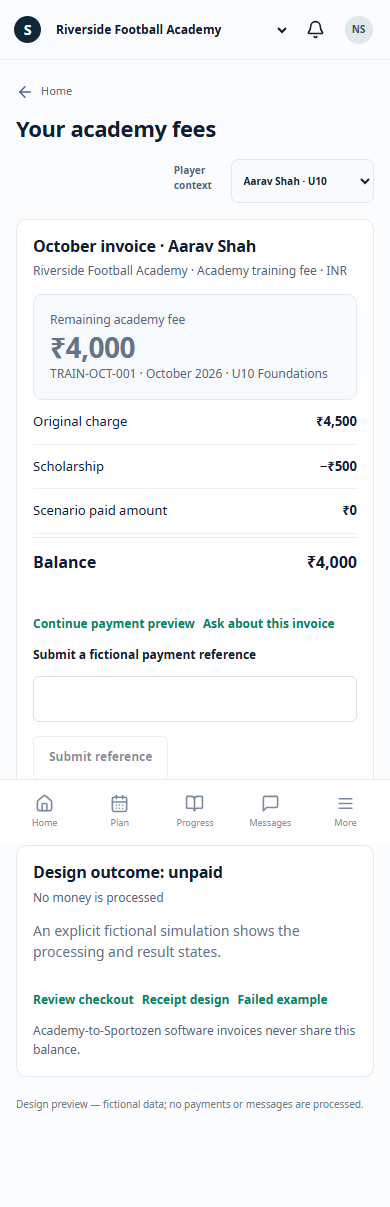 S Riverside Football Academy NS
Home
Your academy fees
Player
context
Aarav Shah · U10
October invoice · Aarav Shah
Riverside Football Academy · Academy training fee · INR
Remaining academy fee
₹4,000
TRAIN-OCT-001 · October 2026 · U10 Foundations
Original charge ₹4,500
Scholarship −₹500
Scenario paid amount ₹0
Balance ₹4,000
Continue payment preview Ask about this invoice
Submit a fictional payment reference
Submit reference
Home Plan Progress Messages More
Design outcome: unpaid
No money is processed
An explicit fictional simulation shows the
processing and result states.
Review checkout Receipt design Failed example
Academy-to-Sportozen software invoices never share this
balance.
Design preview — fictional data; no payments or messages are processed.